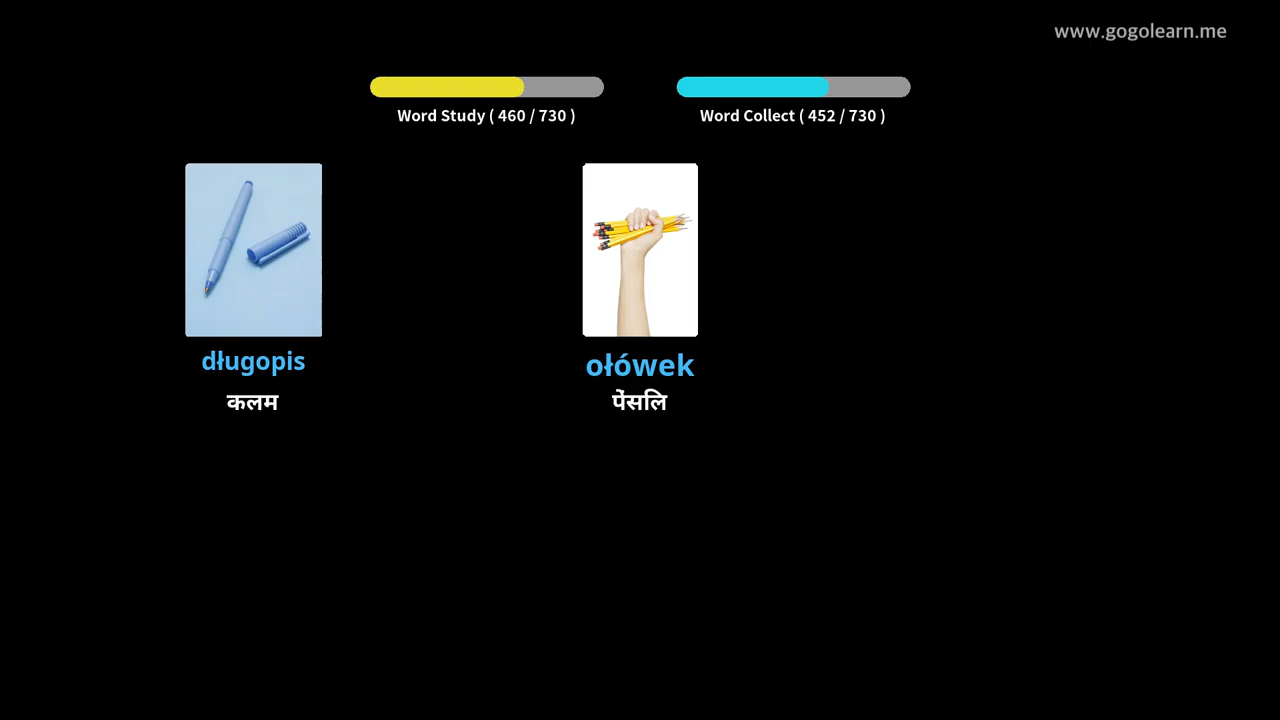 www.gogolearn.me
Word Study ( 460 / 730 )
Word Collect ( 452 / 730 )
długopis
ołówek
कलम
पेंसलि